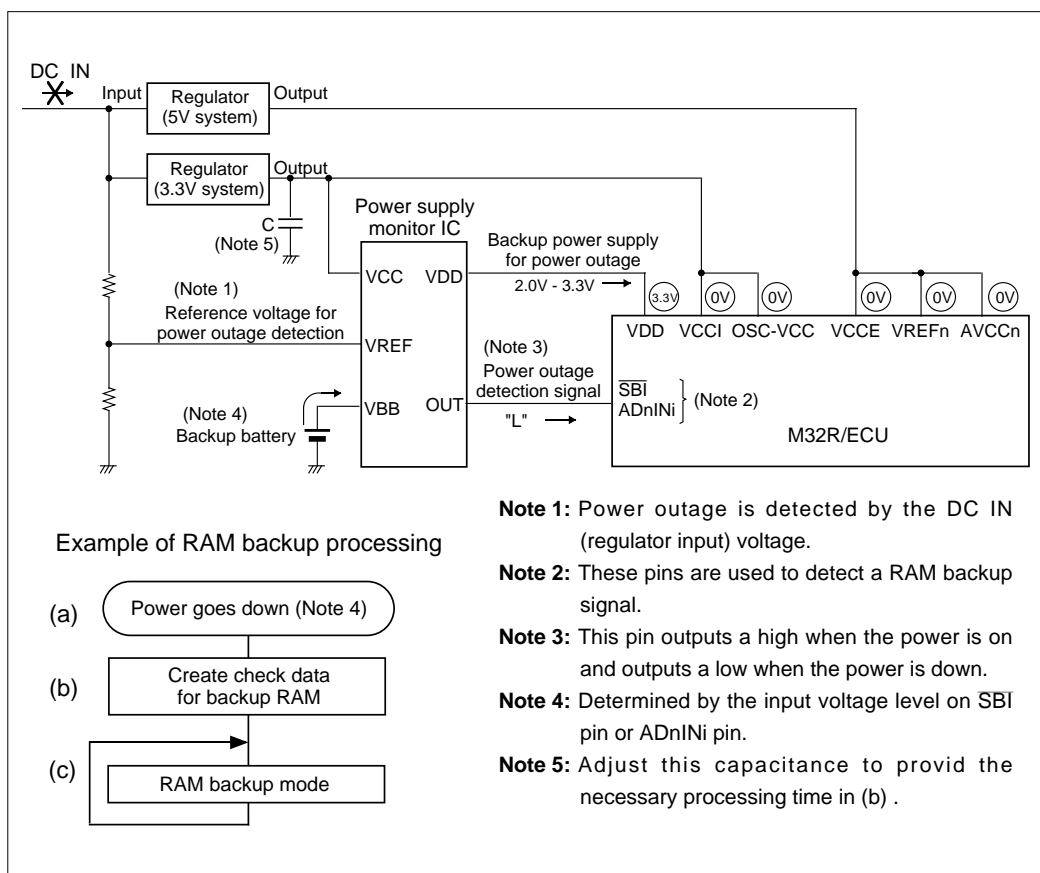 DC IN
Input
Regulator
(5V system)
Output
Regulator
(3.3V system)
Output
C
(Note 5)
Power supply
monitor IC
VCC
VDD
Backup power supply
for power outage
2.0V - 3.3V
3.3V
0V
0V
0V
0V
0V
VDD
VCCI
OSC-VCC
VCCE
VREFn
AVCCn
(Note 1)
Reference voltage for
power outage detection
VREF
(Note 3)
Power outage
detection signal
"L"
SBI
ADnINi
(Note 2)
M32R/ECU
(Note 4)
Backup battery
VBB
OUT
Example of RAM backup processing
(a)
Power goes down (Note 4)
(b)
Create check data
for backup RAM
(c)
RAM backup mode
Note 1: Power outage is detected by the DC IN
(regulator input) voltage.
Note 2: These pins are used to detect a RAM backup
signal.
Note 3: This pin outputs a high when the power is on
and outputs a low when the power is down.
Note 4: Determined by the input voltage level on SBI
pin or ADnINi pin.
Note 5: Adjust this capacitance to provid the
necessary processing time in (b) .